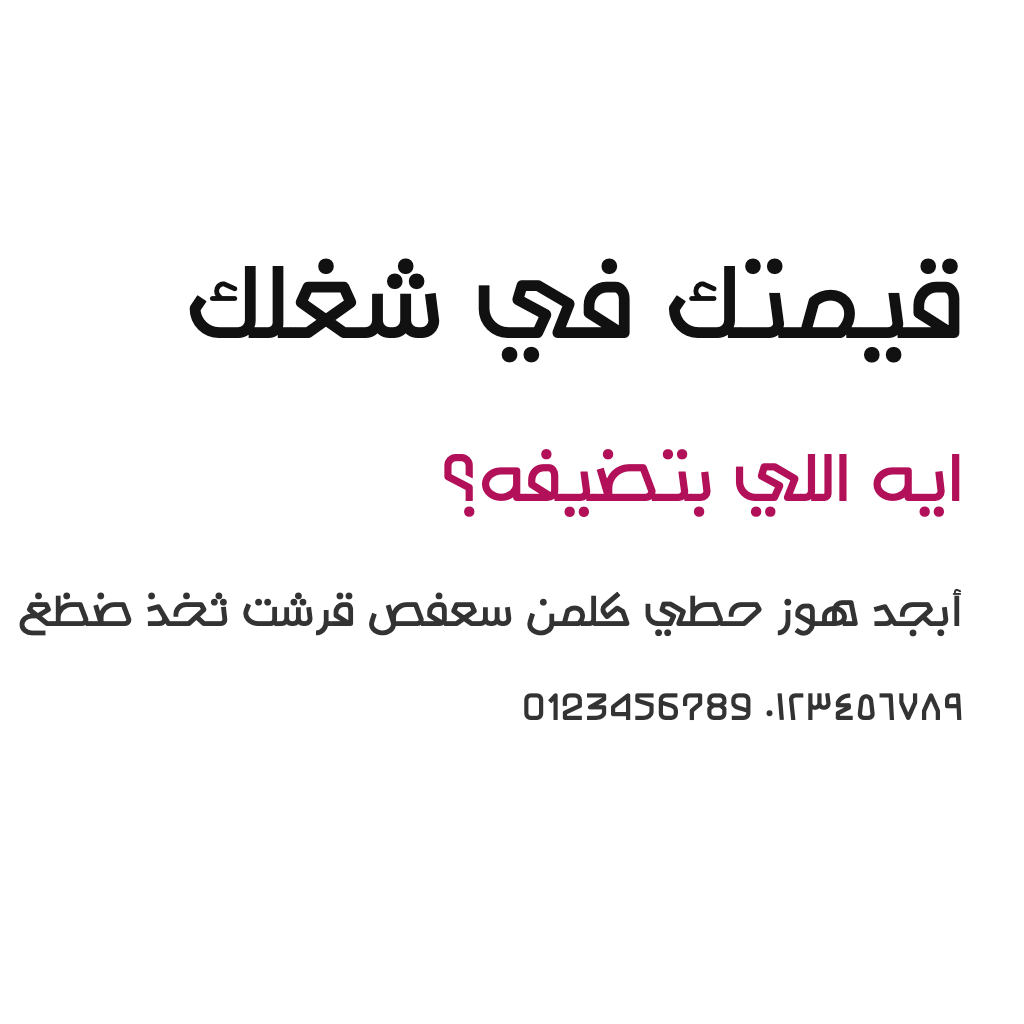 قيمتك في شغلك
ايه اللي بتضيفه؟
أبجد هوز حطي كلمن سعفص قرشت ثخذ ضظغ
٠١٢٣٤٥٦٧٨٩ 0123456789